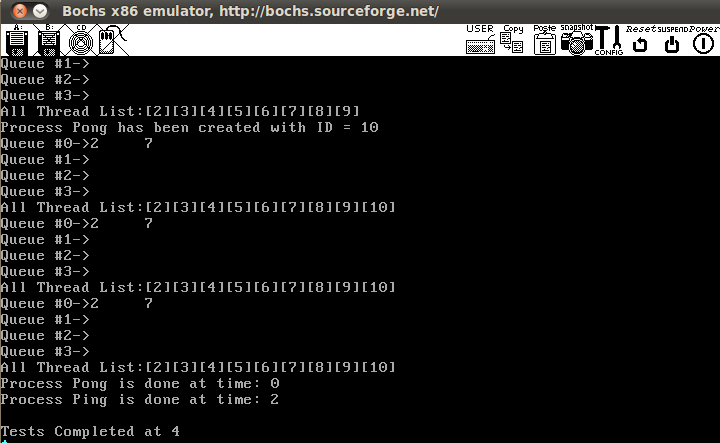 Bochs x86 emulator, http://bochs.sourceforge.net/
A: B: CD USER Copy Paste snapshot CONFIG Reset SUSPEND Power
Queue #1->
Queue #2->
Queue #3->
All Thread List:[2][3][4][5][6][7][8][9]
Process Pong has been created with ID = 10
Queue #0->2 7
Queue #1->
Queue #2->
Queue #3->
All Thread List:[2][3][4][5][6][7][8][9][10]
Queue #0->2 7
Queue #1->
Queue #2->
Queue #3->
All Thread List:[2][3][4][5][6][7][8][9][10]
Queue #0->2 7
Queue #1->
Queue #2->
Queue #3->
All Thread List:[2][3][4][5][6][7][8][9][10]
Process Pong is done at time: 0
Process Ping is done at time: 2
Tests Completed at 4